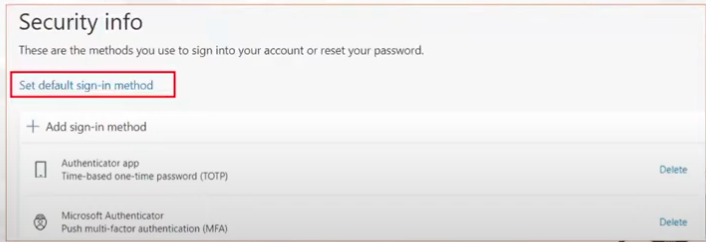 Security info
These are the methods you use to sign into your account or reset your password.
Set default sign-in method
+ Add sign-in method
Authenticator app
Time-based one-time password (TOTP)
Delete
Microsoft Authenticator
Push multi-factor authentication (MFA)
Delete